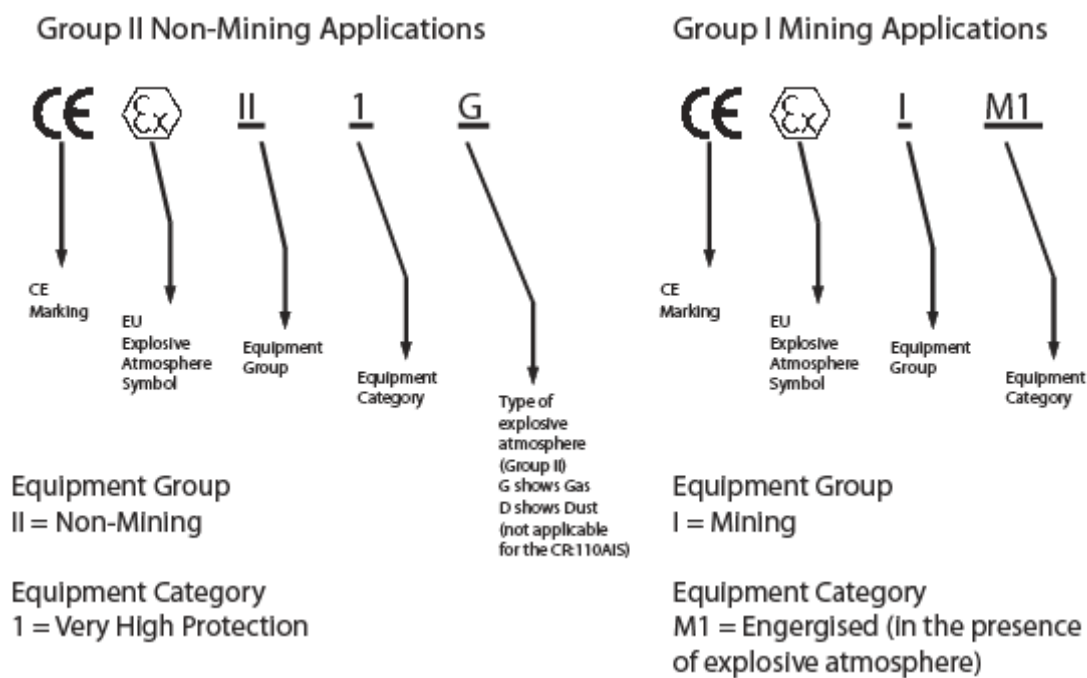 Group II Non-Mining Applications
CE Ex II 1 G
CE
Marking
EU
Explosive
Atmosphere
Symbol
Equipment
Group
Equipment
Category
Type of
explosive
atmosphere
(Group II)
G shows Gas
D shows Dust
(not applicable
for the CR:110AIS)
Equipment Group
II = Non-Mining
Equipment Category
1 = Very High Protection
Group I Mining Applications
CE Ex I M1
CE
Marking
EU
Explosive
Atmosphere
Symbol
Equipment
Group
Equipment
Category
Equipment Group
I = Mining
Equipment Category
M1 = Engergised (in the presence
of explosive atmosphere)